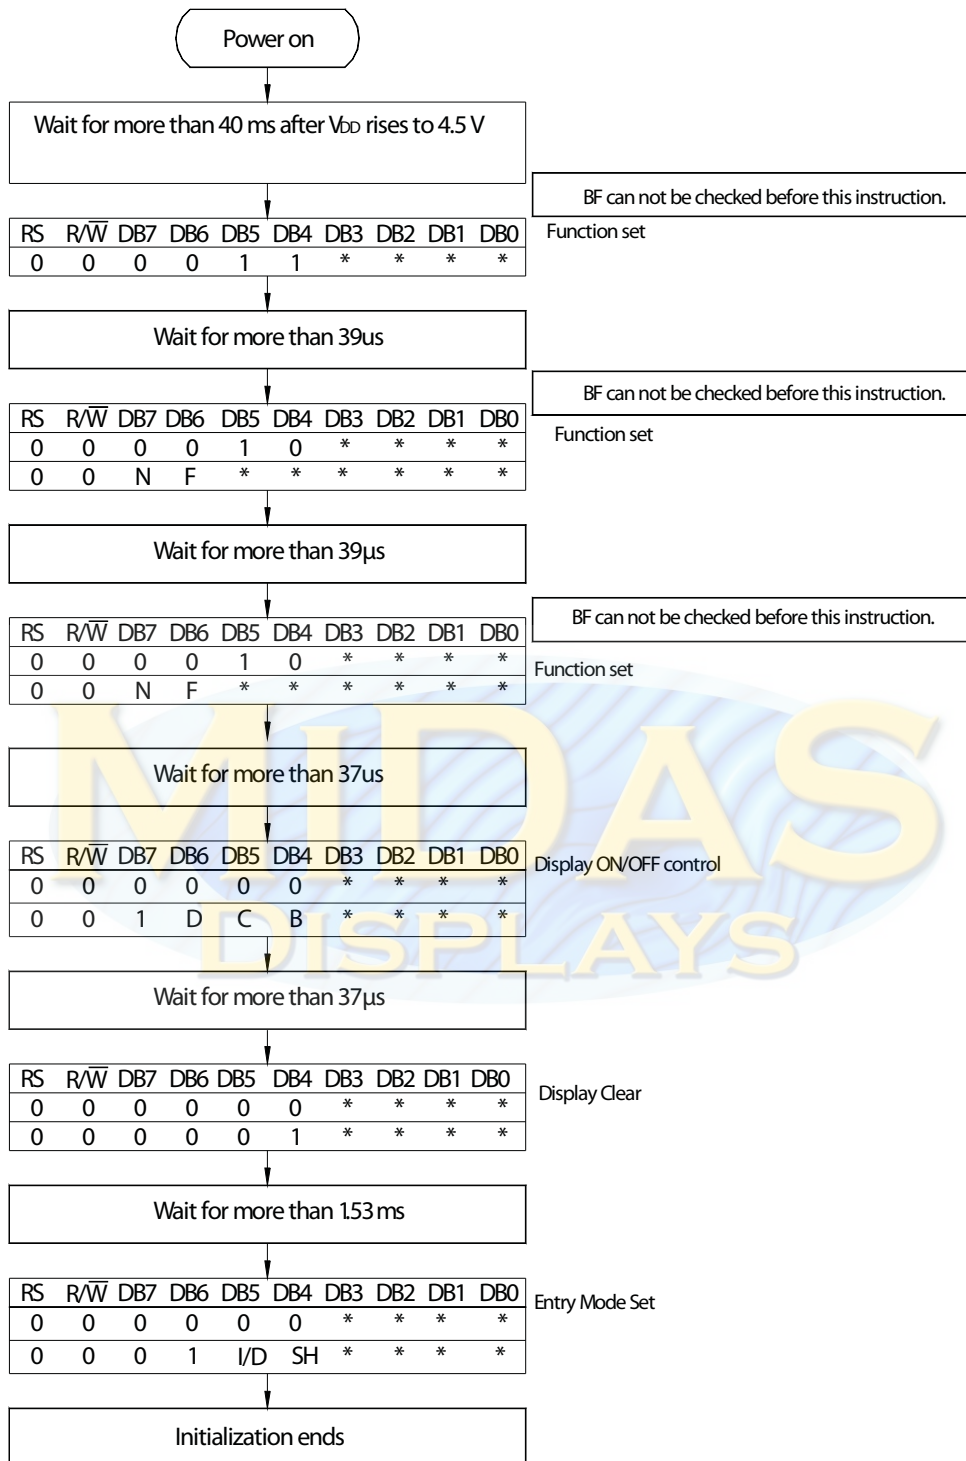 Power on
Wait for more than 40 ms after VDD rises to 4.5 V
BF can not be checked before this instruction.
RS R/W̅ DB7 DB6 DB5 DB4 DB3 DB2 DB1 DB0
Function set
0 0 0 0 1 1 * * * *
Wait for more than 39us
BF can not be checked before this instruction.
RS R/W̅ DB7 DB6 DB5 DB4 DB3 DB2 DB1 DB0
Function set
0 0 0 0 1 0 * * * *
0 0 N F * * * * * *
Wait for more than 39µs
BF can not be checked before this instruction.
RS R/W̅ DB7 DB6 DB5 DB4 DB3 DB2 DB1 DB0
0 0 0 0 1 0 * * * *
Function set
0 0 N F * * * * * *
Wait for more than 37us
RS R/W̅ DB7 DB6 DB5 DB4 DB3 DB2 DB1 DB0
Display ON/OFF control
0 0 0 0 0 0 * * * *
0 0 1 D C B * * * *
Wait for more than 37µs
RS R/W̅ DB7 DB6 DB5 DB4 DB3 DB2 DB1 DB0
Display Clear
0 0 0 0 0 0 * * * *
0 0 0 0 0 1 * * * *
Wait for more than 1.53 ms
RS R/W̅ DB7 DB6 DB5 DB4 DB3 DB2 DB1 DB0
Entry Mode Set
0 0 0 0 0 0 * * * *
0 0 0 1 I/D SH * * * *
Initialization ends
MIDAS
DISPLAYS